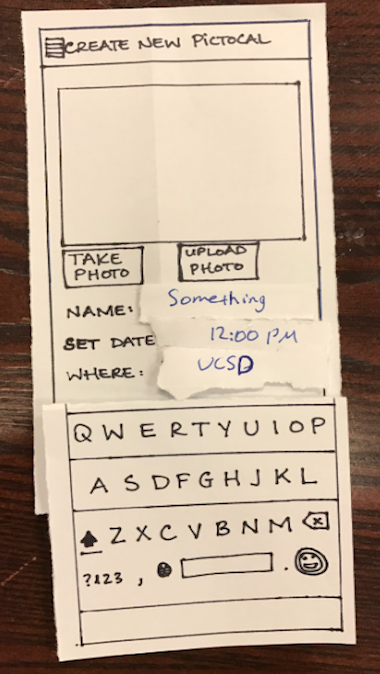 CREATE NEW PICTOCAL
TAKE PHOTO
UPLOAD PHOTO
NAME: Something
SET DATE 12:00 PM
WHERE: UCSD
Q W E R T Y U I O P
A S D F G H J K L
Z X C V B N M
?123 , .